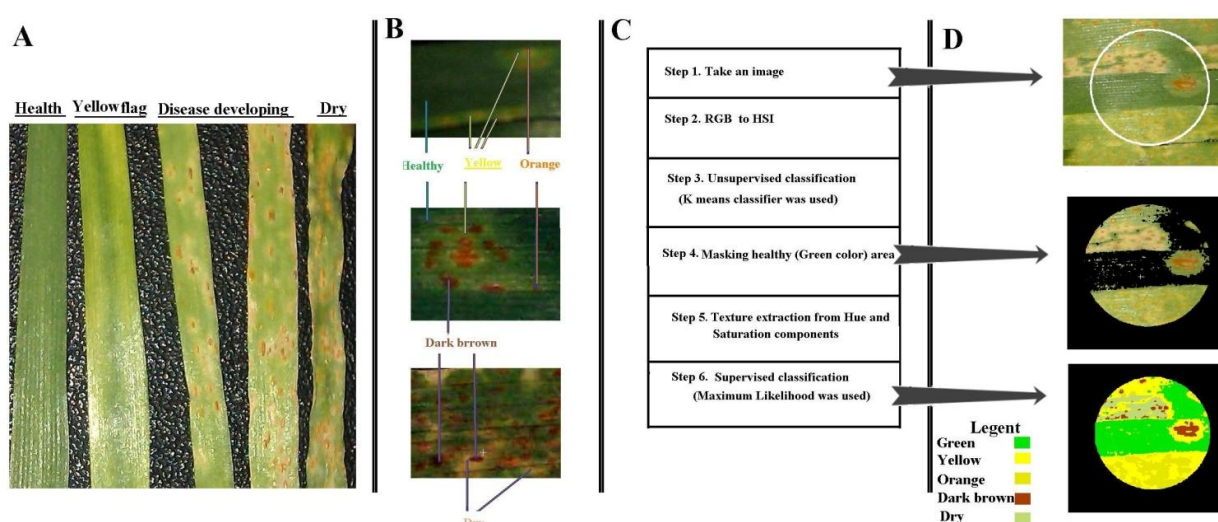 A
Health Yellow flag Disease developing Dry
B
Healthy Yellow Orange
Dark brrown
C
Step 1. Take an image
Step 2. RGB to HSI
Step 3. Unsupervised classification
(K means classifier was used)
Step 4. Masking healthy (Green color) area
Step 5. Texture extraction from Hue and
Saturation components
Step 6. Supervised classification
(Maximum Likelihood was used)
D
Legent
Green
Yellow
Orange
Dark brown
Dry